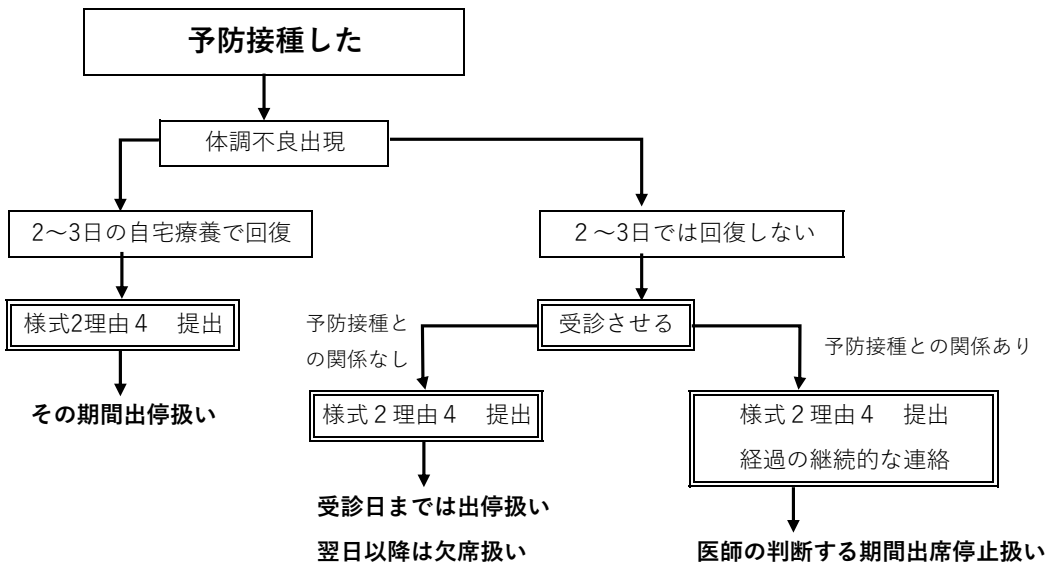 予防接種した
体調不良出現
2～3日の自宅療養で回復
２～3日では回復しない
様式2理由４　提出
予防接種と
の関係なし
受診させる
予防接種との関係あり
その期間出停扱い
様式２理由４　提出
様式２理由４　提出
経過の継続的な連絡
受診日までは出停扱い
翌日以降は欠席扱い
医師の判断する期間出席停止扱い